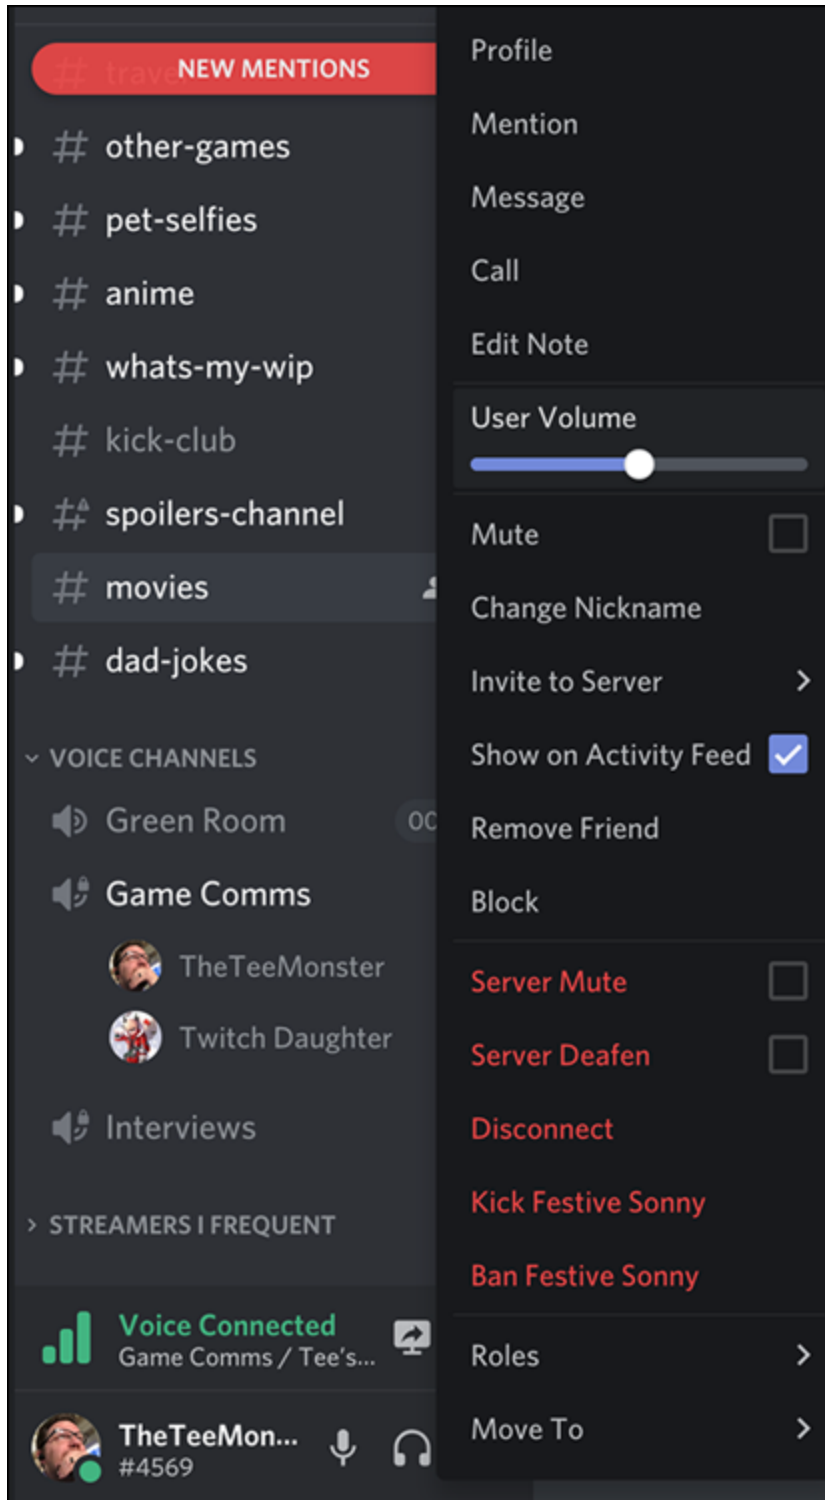 NEW MENTIONS
# other-games
# pet-selfies
# anime
# whats-my-wip
# kick-club
# spoilers-channel
# movies
# dad-jokes
VOICE CHANNELS
Green Room
Game Comms
TheTeeMonster
Twitch Daughter
Interviews
STREAMERS I FREQUENT
Voice Connected
Game Comms / Tee's...
TheTeeMon...
#4569
Profile
Mention
Message
Call
Edit Note
User Volume
Mute
Change Nickname
Invite to Server
Show on Activity Feed
Remove Friend
Block
Server Mute
Server Deafen
Disconnect
Kick Festive Sonny
Ban Festive Sonny
Roles
Move To